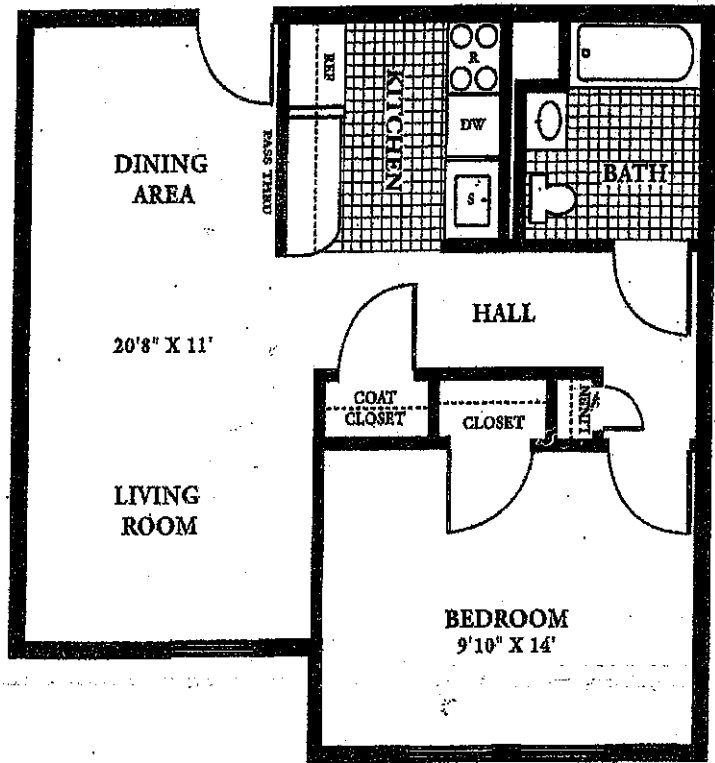 REF
KITCHEN
R
DW
S
PASS THRU
DINING
AREA
BATH
20'8" X 11'
HALL
COAT
CLOSET
CLOSET
LINEN
LIVING
ROOM
BEDROOM
9'10" X 14'